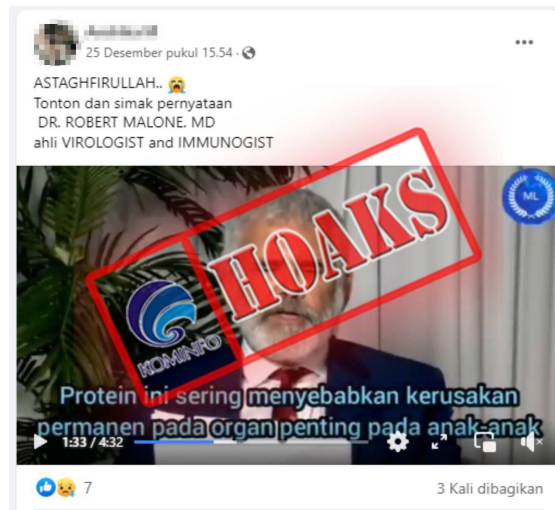 25 Desember pukul 15.54 ·
ASTAGHFIRULLAH.. 😭
Tonton dan simak pernyataan
DR. ROBERT MALONE. MD
ahli VIROLOGIST and IMMUNOGIST
ML
HOAKS
KOMINFO
Protein ini sering menyebabkan kerusakan
permanen pada organ penting pada anak-anak
1:33 / 4:32
7
3 Kali dibagikan